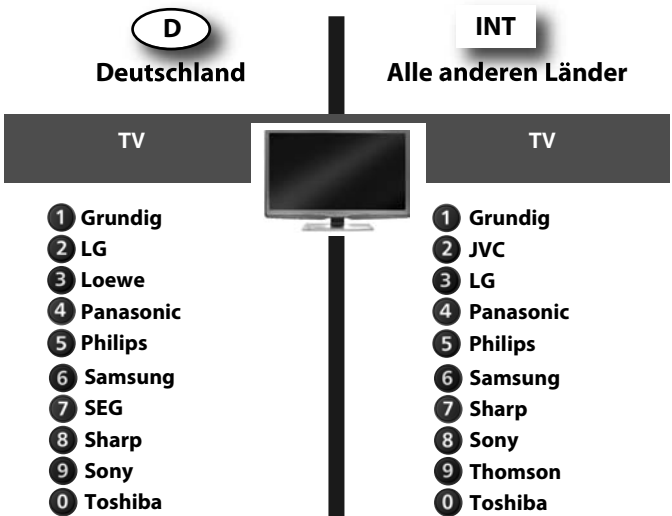 D
Deutschland
TV
1 Grundig
2 LG
3 Loewe
4 Panasonic
5 Philips
6 Samsung
7 SEG
8 Sharp
9 Sony
0 Toshiba
INT
Alle anderen Länder
TV
1 Grundig
2 JVC
3 LG
4 Panasonic
5 Philips
6 Samsung
7 Sharp
8 Sony
9 Thomson
0 Toshiba